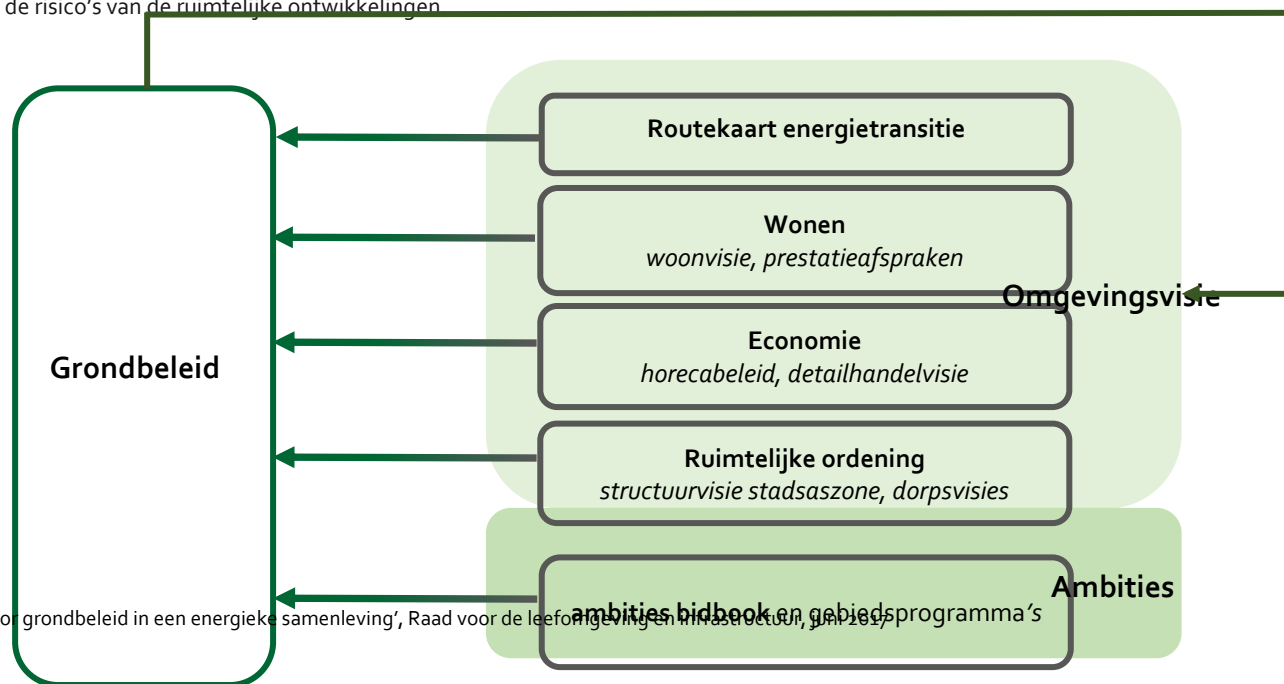 de risico’s van de ruimtelijke ontwikkelingen
Routekaart energietransitie
Wonen
woonvisie, prestatieafspraken
Omgevingsvisie
Economie
horecabeleid, detailhandelvisie
Grondbeleid
Ruimtelijke ordening
structuurvisie stadsaszone, dorpsvisies
Ambities
ambities bidbook en gebiedsprogramma’s
or grondbeleid in een energieke samenleving’, Raad voor de leefomgeving en infrastructuur, juni 2017